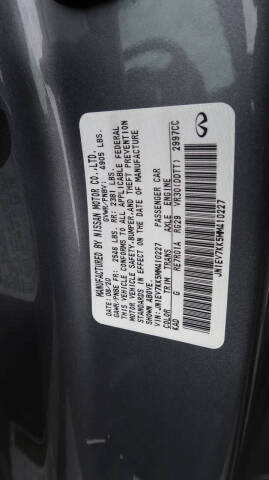 MANUFACTURED BY NISSAN MOTOR CO.,LTD.
GVWR/PNBV: 4905 LBS.
DATE: 08/20
GAWR/PNBE FR: 2546 LBS. RR: 2381 LBS.
THIS VEHICLE CONFORMS TO ALL APPLICABLE FEDERAL
MOTOR VEHICLE SAFETY,BUMPER,AND THEFT PREVENTION
STANDARDS IN EFFECT ON THE DATE OF MANUFACTURE
SHOWN ABOVE.
VIN:JN1EV7KK5MM410227 PASSENGER CAR
COLOR TRIM TRANS AXLE ENGINE
KAD G RE7R01A RG29 VR30(DDTT) 2997CC
JN1EV7KK5MM410227